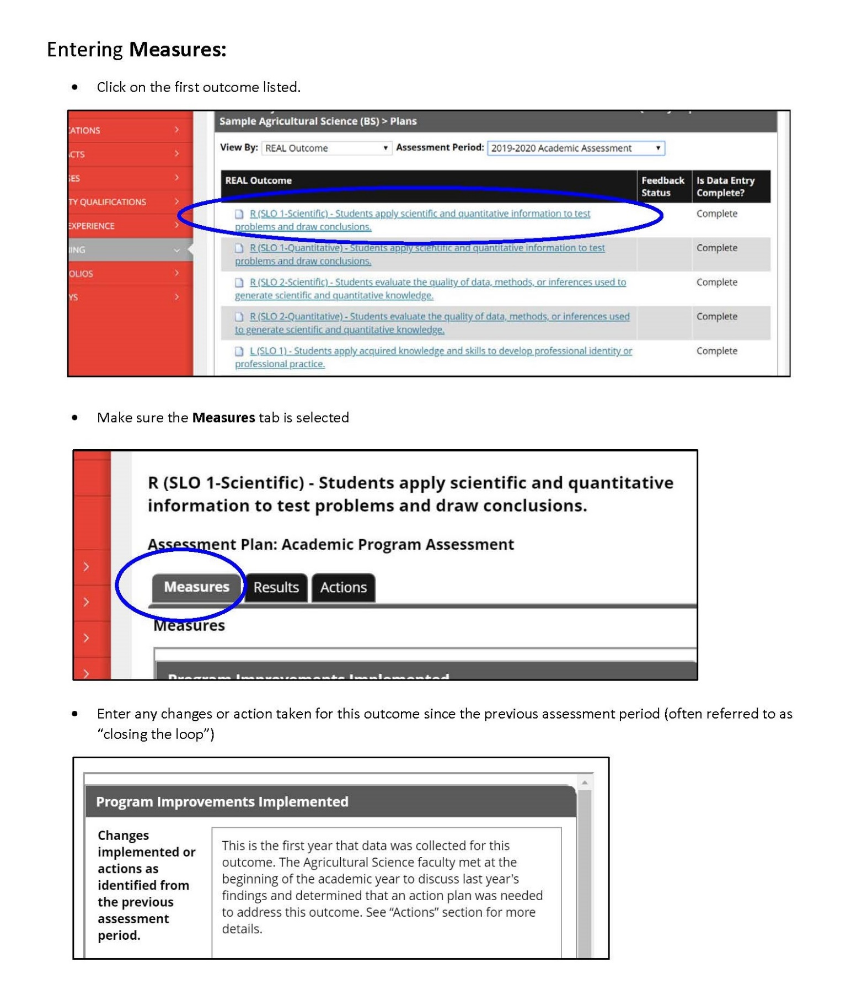 Entering Measures:
• Click on the first outcome listed.
Sample Agricultural Science (BS) > Plans
View By: REAL Outcome Assessment Period: 2019-2020 Academic Assessment
REAL Outcome
Feedback Status
Is Data Entry Complete?
R (SLO 1-Scientific) - Students apply scientific and quantitative information to test
problems and draw conclusions.
Complete
R (SLO 1-Quantitative) - Students apply scientific and quantitative information to test
problems and draw conclusions.
Complete
R (SLO 2-Scientific) - Students evaluate the quality of data, methods, or inferences used to
generate scientific and quantitative knowledge.
Complete
R (SLO 2-Quantitative) - Students evaluate the quality of data, methods, or inferences used
to generate scientific and quantitative knowledge.
Complete
L (SLO 1) - Students apply acquired knowledge and skills to develop professional identity or
professional practice.
Complete
ATIONS
ACTS
SES
TY QUALIFICATIONS
EXPERIENCE
ING
OLIOS
YS
• Make sure the Measures tab is selected
R (SLO 1-Scientific) - Students apply scientific and quantitative
information to test problems and draw conclusions.
Assessment Plan: Academic Program Assessment
Measures Results Actions
Measures
Program Improvements Implemented
• Enter any changes or action taken for this outcome since the previous assessment period (often referred to as
“closing the loop”)
Program Improvements Implemented
Changes
implemented or
actions as
identified from
the previous
assessment
period.
This is the first year that data was collected for this
outcome. The Agricultural Science faculty met at the
beginning of the academic year to discuss last year's
findings and determined that an action plan was needed
to address this outcome. See “Actions” section for more
details.